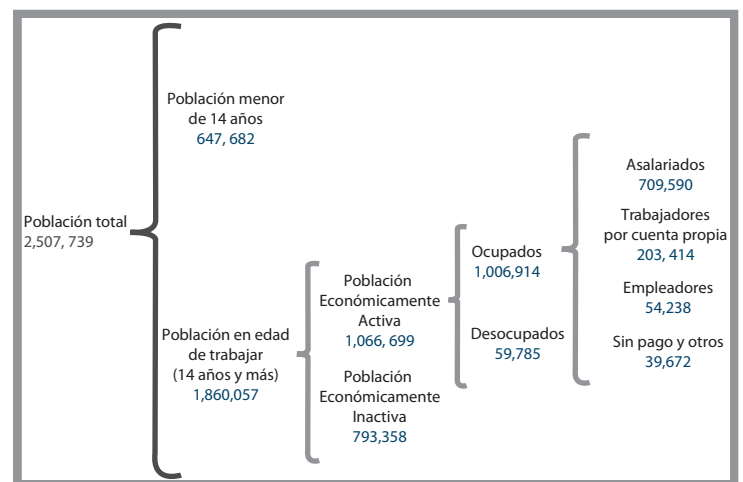 Población total
2,507, 739
Población menor
de 14 años
647, 682
Población en edad
de trabajar
(14 años y más)
1,860,057
Población
Económicamente
Activa
1,066, 699
Población
Económicamente
Inactiva
793,358
Ocupados
1,006,914
Desocupados
59,785
Asalariados
709,590
Trabajadores
por cuenta propia
203, 414
Empleadores
54,238
Sin pago y otros
39,672